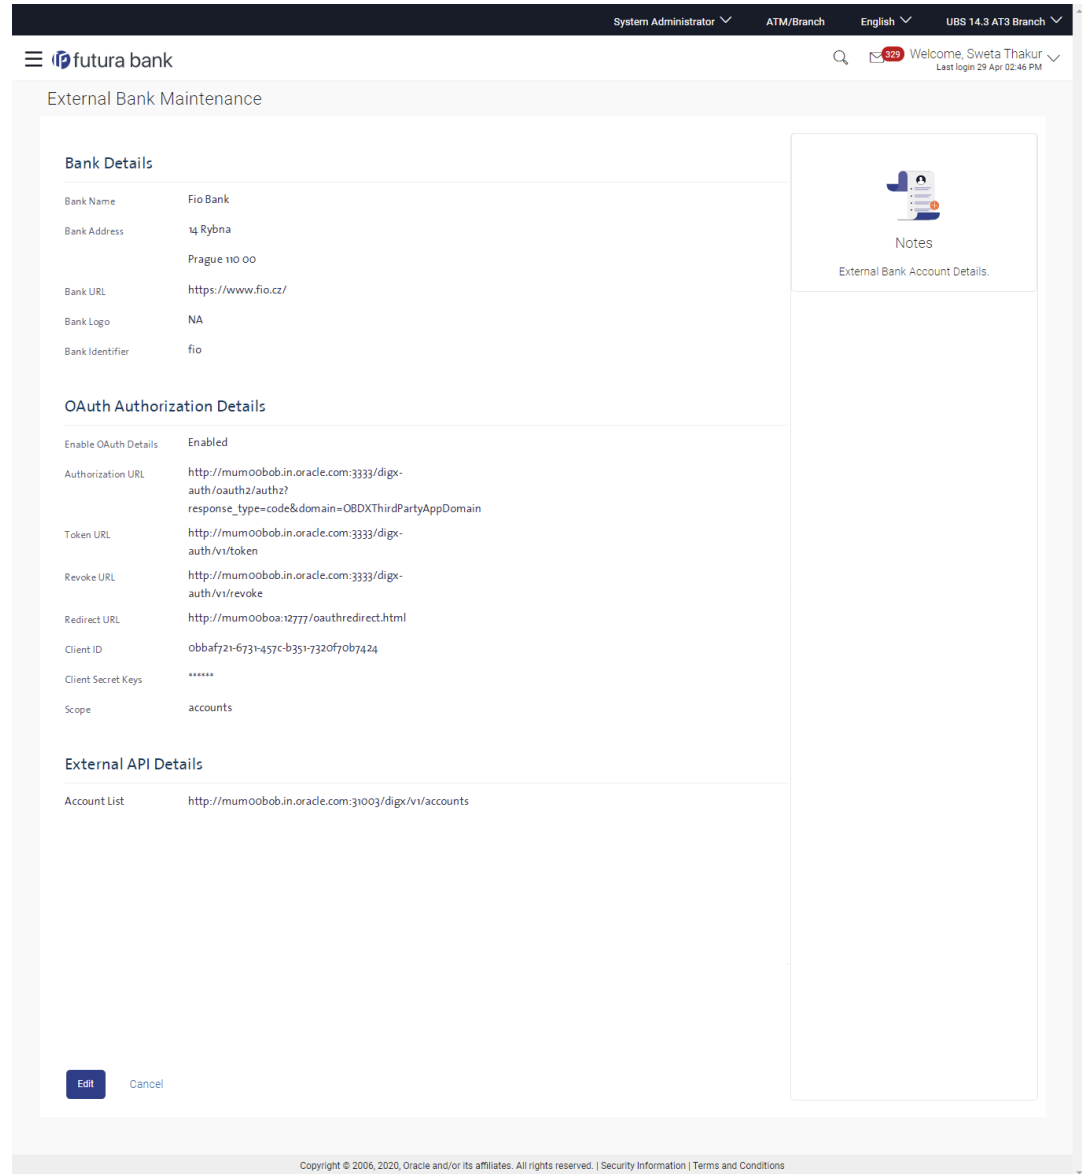 System Administrator ATM/Branch English UBS 14.3 AT3 Branch
futura bank 329 Welcome, Sweta Thakur
Last login 29 Apr 02:46 PM
External Bank Maintenance
Bank Details
Bank Name Fio Bank
Bank Address 14 Rybna
Prague 110 00
Bank URL https://www.fio.cz/
Bank Logo NA
Bank Identifier fio
Notes
External Bank Account Details.
OAuth Authorization Details
Enable OAuth Details Enabled
Authorization URL http://mum00bob.in.oracle.com:3333/digx-
auth/oauth2/authz?
response_type=code&domain=OBDXThirdPartyAppDomain
Token URL http://mum00bob.in.oracle.com:3333/digx-
auth/v1/token
Revoke URL http://mum00bob.in.oracle.com:3333/digx-
auth/v1/revoke
Redirect URL http://mum00boa:12777/oauthredirect.html
Client ID 0bbaf721-6731-457c-b351-7320f70b7424
Client Secret Keys ******
Scope accounts
External API Details
Account List http://mum00bob.in.oracle.com:31003/digx/v1/accounts
Edit Cancel
Copyright © 2006, 2020, Oracle and/or its affiliates. All rights reserved. | Security Information | Terms and Conditions